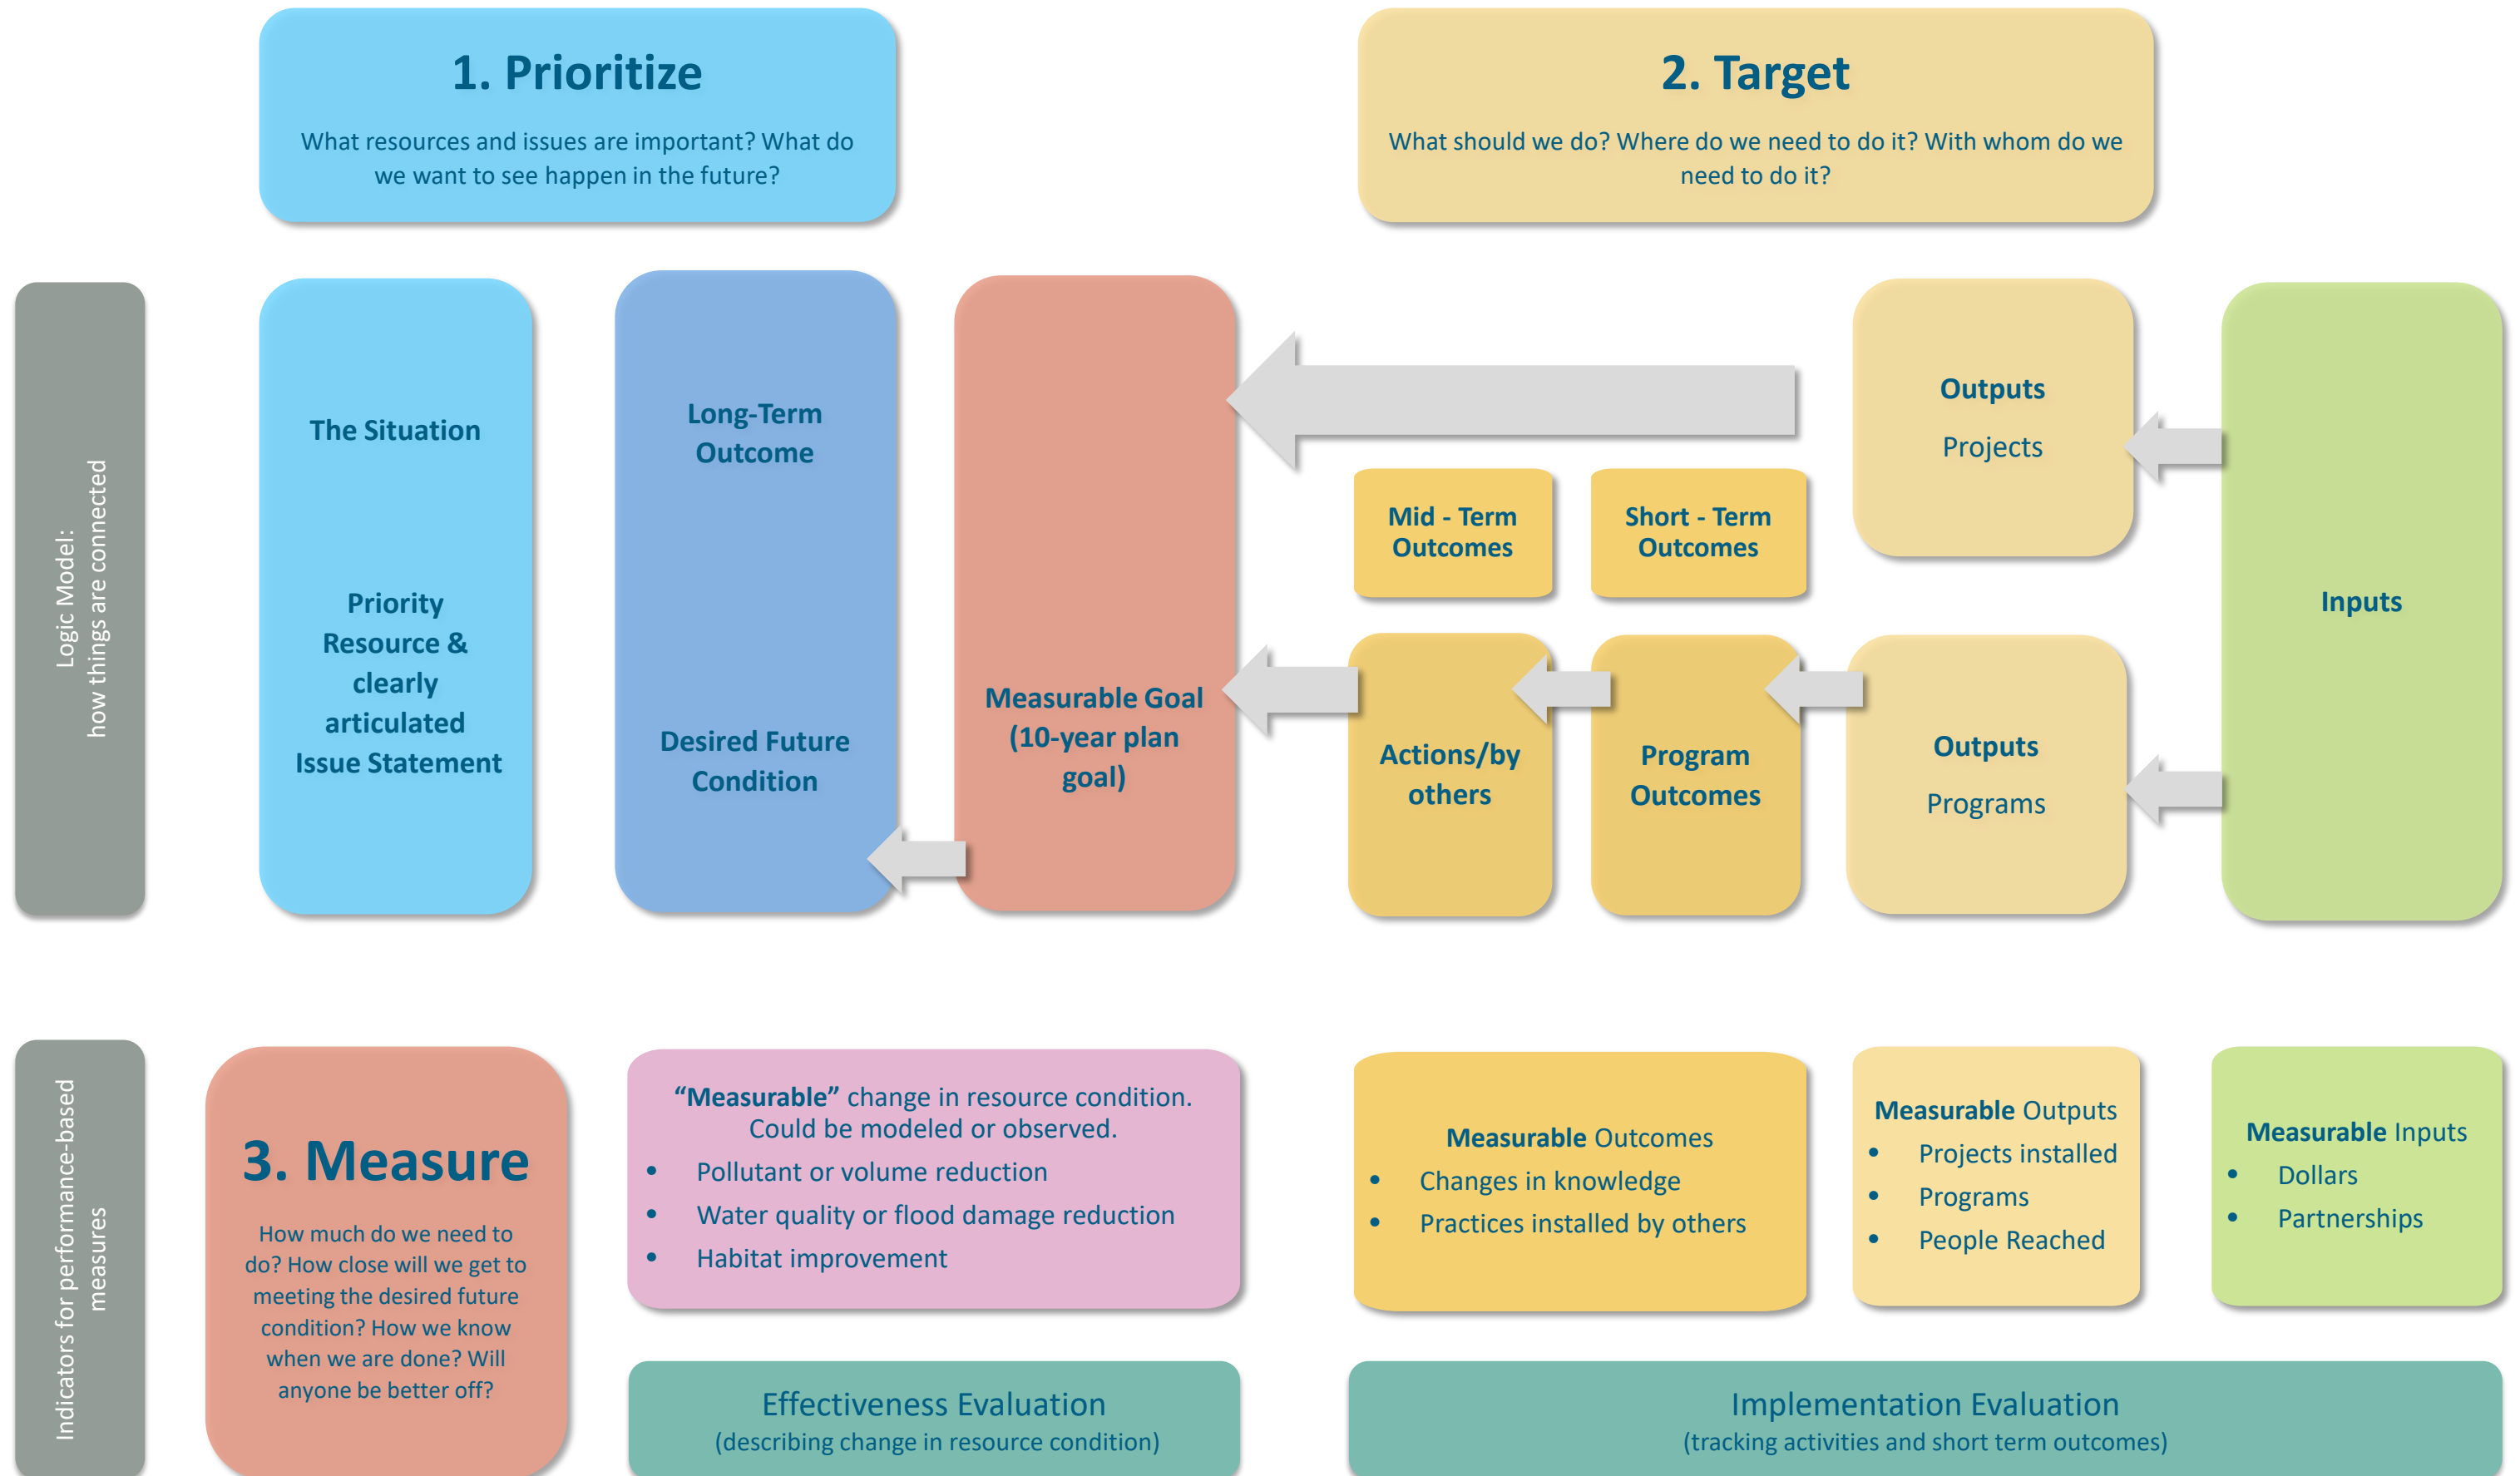 1. Prioritize
What resources and issues are important? What do
we want to see happen in the future?
2. Target
What should we do? Where do we need to do it? With whom do we
need to do it?
Logic Model:
how things are connected
The Situation
Priority
Resource &
clearly
articulated
Issue Statement
Long-Term
Outcome
Desired Future
Condition
Measurable Goal
(10-year plan
goal)
Mid - Term
Outcomes
Short - Term
Outcomes
Actions/by
others
Program
Outcomes
Outputs
Projects
Outputs
Programs
Inputs
Indicators for performance-based
measures
3. Measure
How much do we need to
do? How close will we get to
meeting the desired future
condition? How we know
when we are done? Will
anyone be better off?
“Measurable” change in resource condition.
Could be modeled or observed.
• Pollutant or volume reduction
• Water quality or flood damage reduction
• Habitat improvement
Measurable Outcomes
• Changes in knowledge
• Practices installed by others
Measurable Outputs
• Projects installed
• Programs
• People Reached
Measurable Inputs
• Dollars
• Partnerships
Effectiveness Evaluation
(describing change in resource condition)
Implementation Evaluation
(tracking activities and short term outcomes)